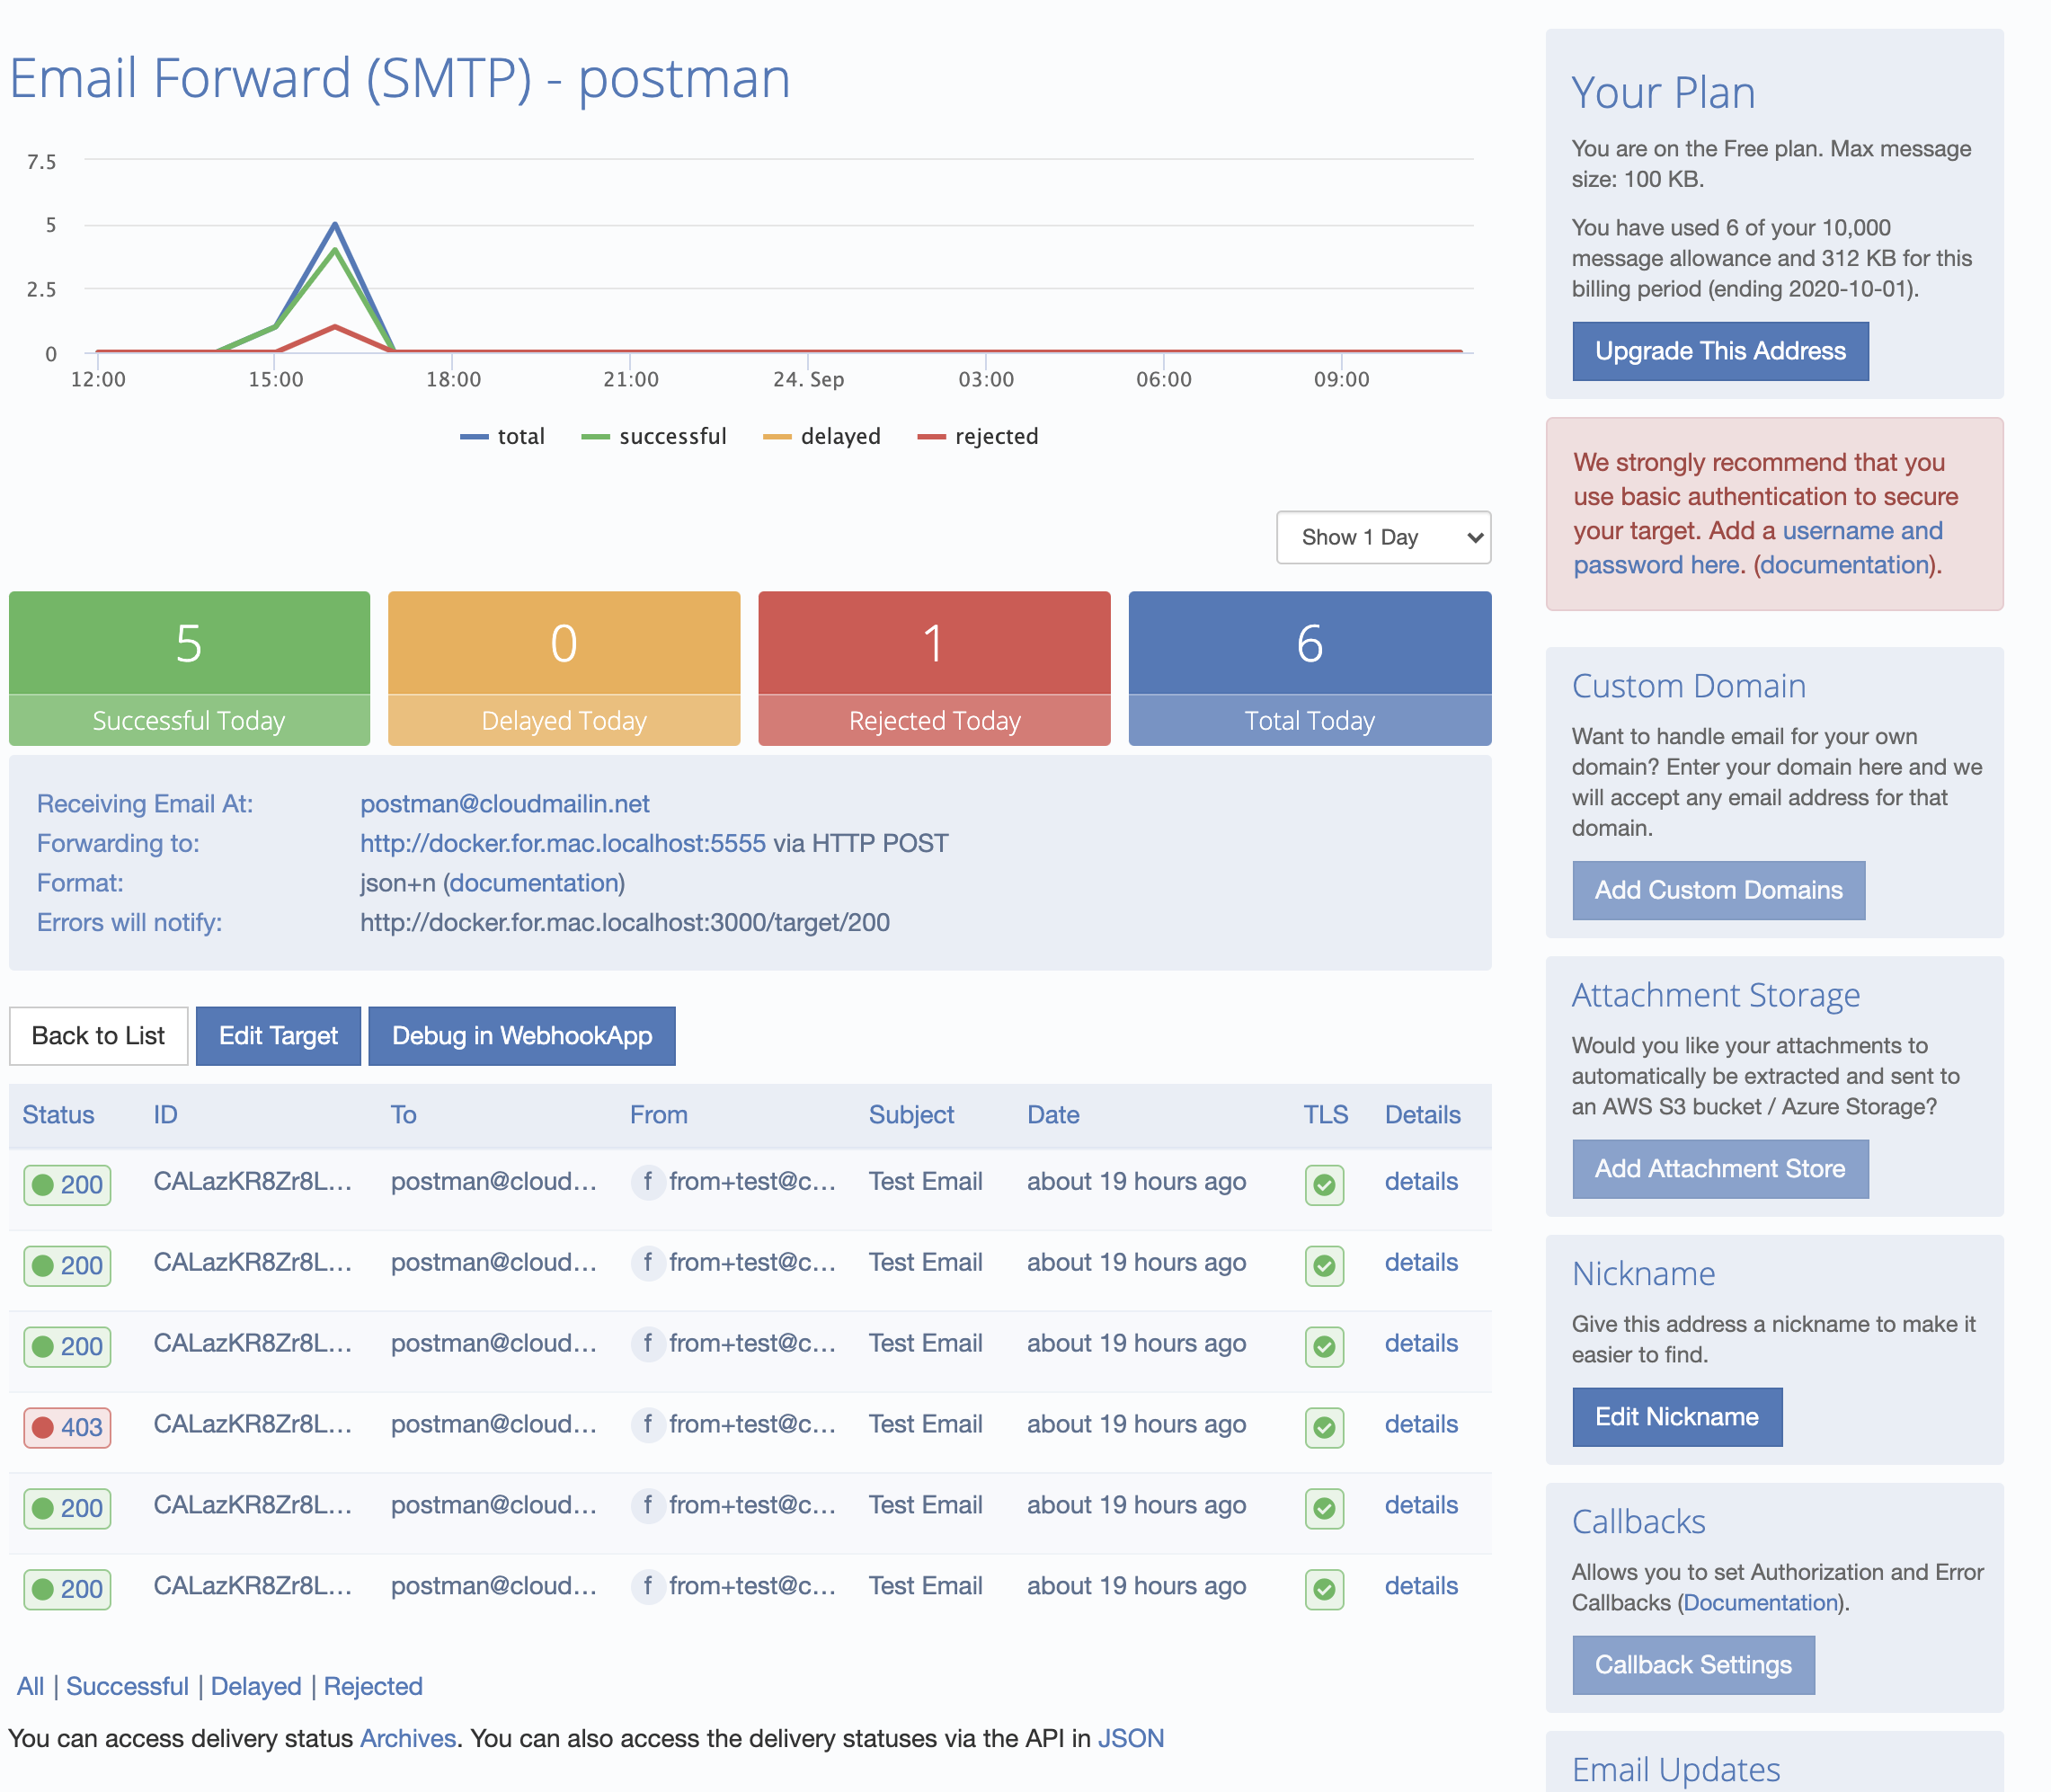 Email Forward (SMTP) - postman
7.5
5
2.5
0
12:00 15:00 18:00 21:00 24. Sep 03:00 06:00 09:00
total successful delayed rejected
Show 1 Day
5 0 1 6
Successful Today Delayed Today Rejected Today Total Today
Receiving Email At: postman@cloudmailin.net
Forwarding to: http://docker.for.mac.localhost:5555 via HTTP POST
Format: json+n (documentation)
Errors will notify: http://docker.for.mac.localhost:3000/target/200
Back to List Edit Target Debug in WebhookApp
Status ID To From Subject Date TLS Details
200 CALazKR8Zr8L... postman@cloud... f from+test@c... Test Email about 19 hours ago details
200 CALazKR8Zr8L... postman@cloud... f from+test@c... Test Email about 19 hours ago details
200 CALazKR8Zr8L... postman@cloud... f from+test@c... Test Email about 19 hours ago details
403 CALazKR8Zr8L... postman@cloud... f from+test@c... Test Email about 19 hours ago details
200 CALazKR8Zr8L... postman@cloud... f from+test@c... Test Email about 19 hours ago details
200 CALazKR8Zr8L... postman@cloud... f from+test@c... Test Email about 19 hours ago details
All | Successful | Delayed | Rejected
You can access delivery status Archives. You can also access the delivery statuses via the API in JSON
Your Plan
You are on the Free plan. Max message
size: 100 KB.
You have used 6 of your 10,000
message allowance and 312 KB for this
billing period (ending 2020-10-01).
Upgrade This Address
We strongly recommend that you
use basic authentication to secure
your target. Add a username and
password here. (documentation).
Custom Domain
Want to handle email for your own
domain? Enter your domain here and we
will accept any email address for that
domain.
Add Custom Domains
Attachment Storage
Would you like your attachments to
automatically be extracted and sent to
an AWS S3 bucket / Azure Storage?
Add Attachment Store
Nickname
Give this address a nickname to make it
easier to find.
Edit Nickname
Callbacks
Allows you to set Authorization and Error
Callbacks (Documentation).
Callback Settings
Email Updates